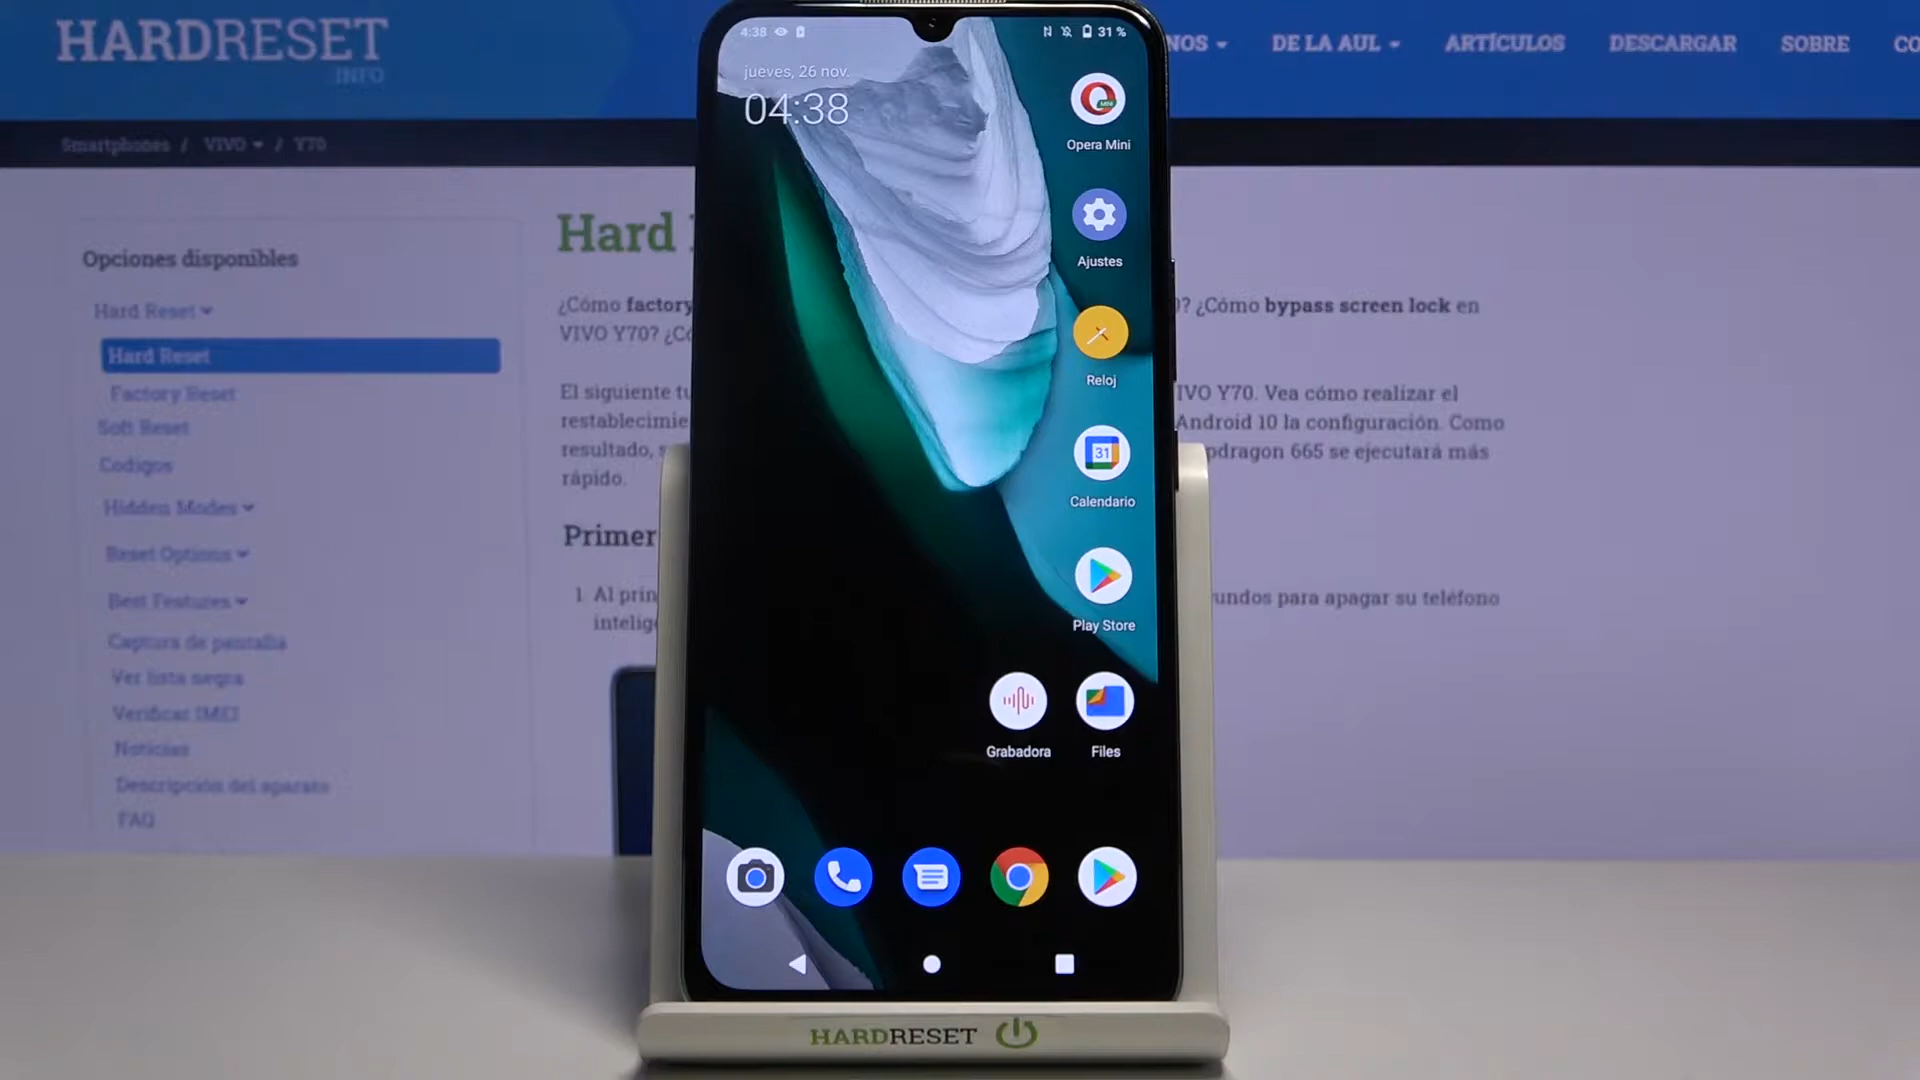 HARDRESET
INFO
NOS
DE LA AUL
ARTÍCULOS
DESCARGAR
SOBRE
CO
Smartphones / VIVO / Y70
Opciones disponibles
Hard Reset
Hard Reset
Factory Reset
Soft Reset
Codigos
Hidden Modes
Reset Options
Best Features
Captura de pantalla
Ver lista negra
Verificar IMEI
Noticias
Descripción del aparato
FAQ
Hard
¿Cómo factory
0? ¿Cómo bypass screen lock en
VIVO Y70? ¿Có
El siguiente tu
IVO Y70. Vea cómo realizar el
restablecimie
Android 10 la configuración. Como
resultado, s
pdragon 665 se ejecutará más
rápido.
Primer
1. Al prin
undos para apagar su teléfono
intelig
4:38
31 %
jueves, 26 nov.
04:38
Opera Mini
Ajustes
Reloj
31
Calendario
Play Store
Grabadora
Files
HARDRESET